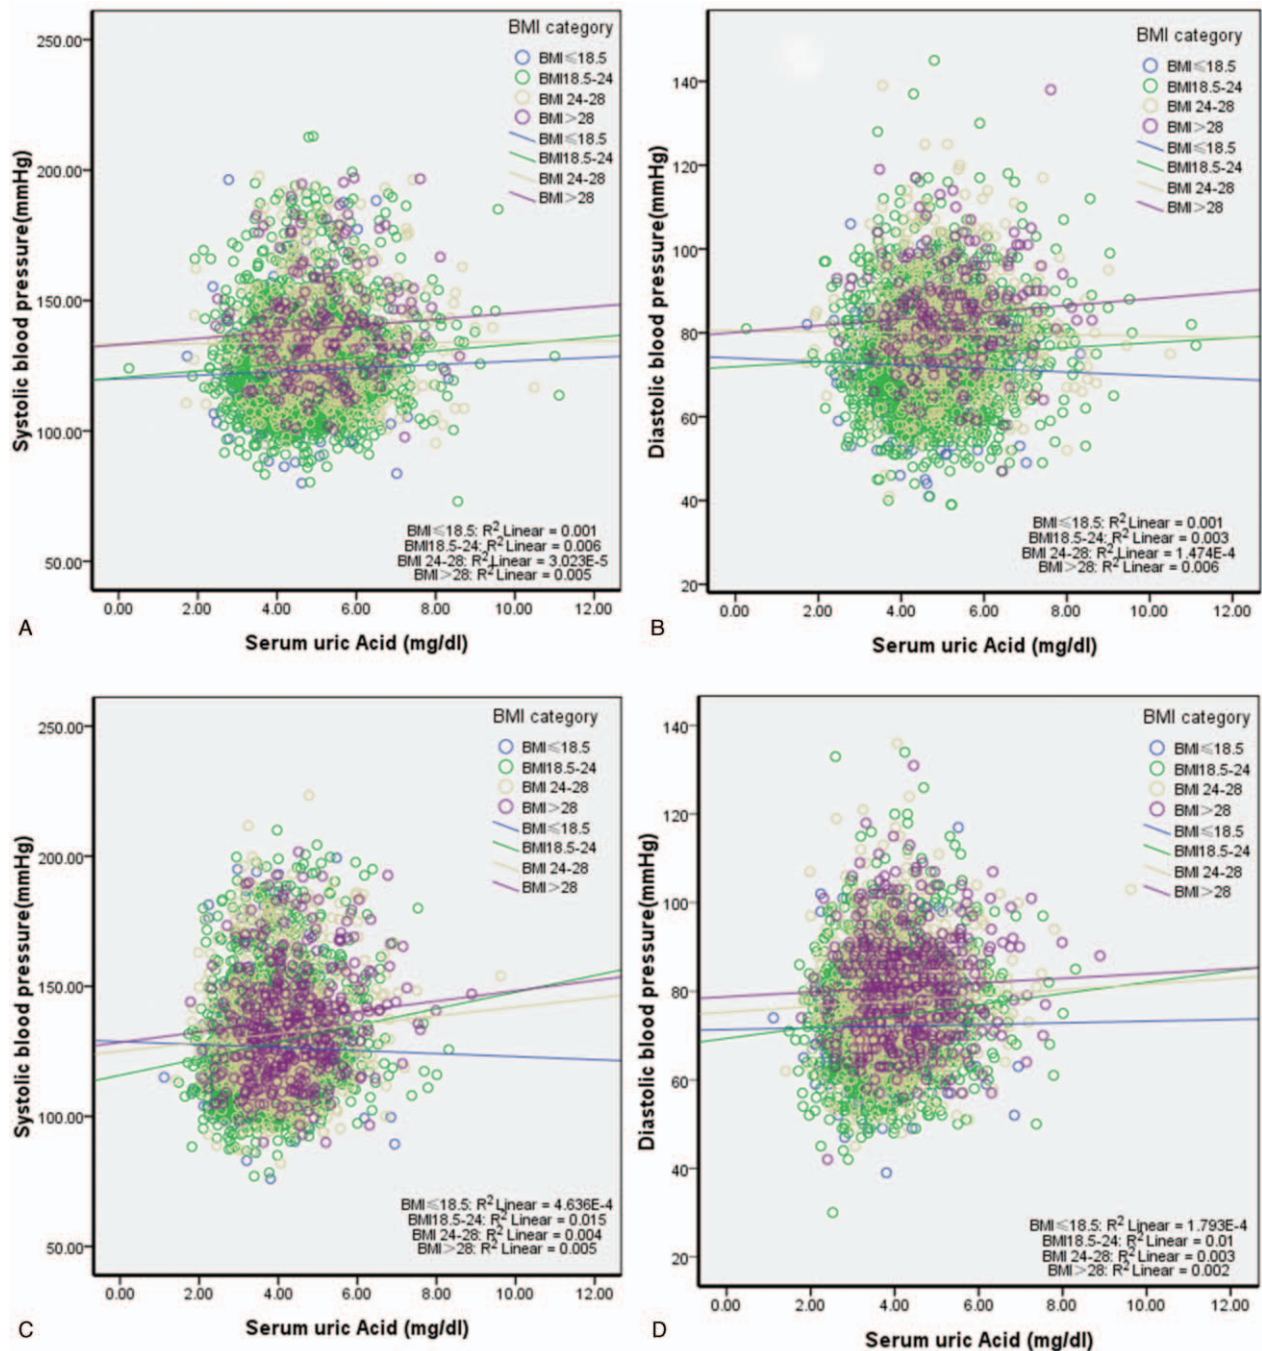 BMI category
250.00
BMI≤18.5
BMI18.5-24
BMI 24-28
BMI>28
BMI≤18.5
BMI18.5-24
BMI 24-28
BMI>28
200.00
150.00
100.00
50.00
Systolic blood pressure(mmHg)
BMI≤18.5: R2 Linear = 0.001
BMI18.5-24: R2 Linear = 0.006
BMI 24-28: R2 Linear = 3.023E-5
BMI>28: R2 Linear = 0.005
0.00 2.00 4.00 6.00 8.00 10.00 12.00
A
Serum uric Acid (mg/dl)
BMI category
BMI≤18.5
BMI18.5-24
BMI 24-28
BMI>28
BMI≤18.5
BMI18.5-24
BMI 24-28
BMI>28
140
120
100
80
60
40
20
Diastolic blood pressure(mmHg)
BMI≤18.5: R2 Linear = 0.001
BMI18.5-24: R2 Linear = 0.003
BMI 24-28: R2 Linear = 1.474E-4
BMI>28: R2 Linear = 0.006
0.00 2.00 4.00 6.00 8.00 10.00 12.00
B
Serum uric Acid (mg/dl)
BMI category
250.00
BMI≤18.5
BMI18.5-24
BMI 24-28
BMI>28
BMI≤18.5
BMI18.5-24
BMI 24-28
BMI>28
200.00
150.00
100.00
50.00
Systolic blood pressure(mmHg)
BMI≤18.5: R2 Linear = 4.636E-4
BMI18.5-24: R2 Linear = 0.015
BMI 24-28: R2 Linear = 0.004
BMI>28: R2 Linear = 0.005
0.00 2.00 4.00 6.00 8.00 10.00 12.00
C
Serum uric Acid (mg/dl)
BMI category
BMI≤18.5
BMI18.5-24
BMI 24-28
BMI>28
BMI≤18.5
BMI18.5-24
BMI 24-28
BMI>28
140
120
100
80
60
40
20
Diastolic blood pressure(mmHg)
BMI≤18.5: R2 Linear = 1.793E-4
BMI18.5-24: R2 Linear = 0.01
BMI 24-28: R2 Linear = 0.003
BMI>28: R2 Linear = 0.002
0.00 2.00 4.00 6.00 8.00 10.00 12.00
D
Serum uric Acid (mg/dl)